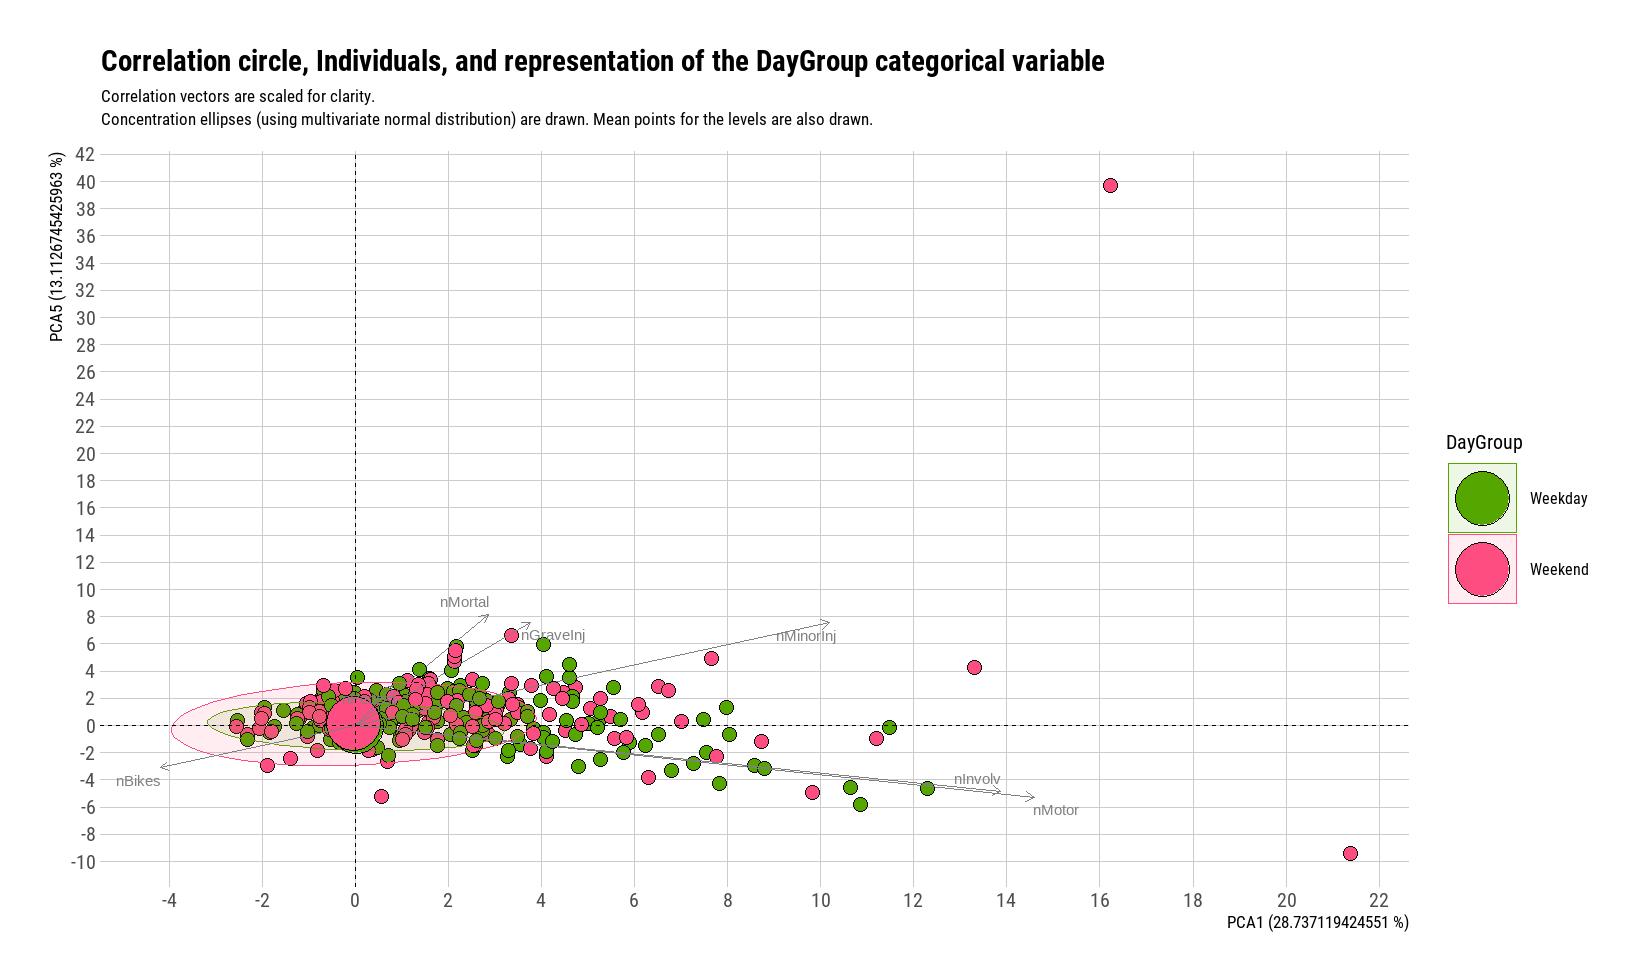 Correlation circle, Individuals, and representation of the DayGroup categorical variable
Correlation vectors are scaled for clarity.
Concentration ellipses (using multivariate normal distribution) are drawn. Mean points for the levels are also drawn.
PCA5 (13.1126745425963 %)
42
40
38
36
34
32
30
28
26
24
22
20
18
16
14
12
10
8
6
4
2
0
-2
-4
-6
-8
-10
nMortal
nGraveInj
nMinorInj
nBikes
nInvolv
nMotor
-4 -2 0 2 4 6 8 10 12 14 16 18 20 22
PCA1 (28.737119424551 %)
DayGroup
Weekday
Weekend